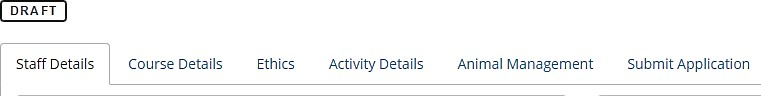 DRAFT
Staff Details Course Details Ethics Activity Details Animal Management Submit Application